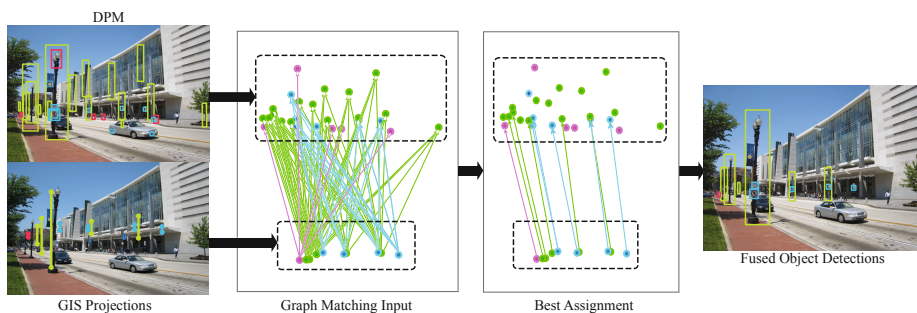 DPM
GIS Projections
Graph Matching Input
Best Assignment
Fused Object Detections